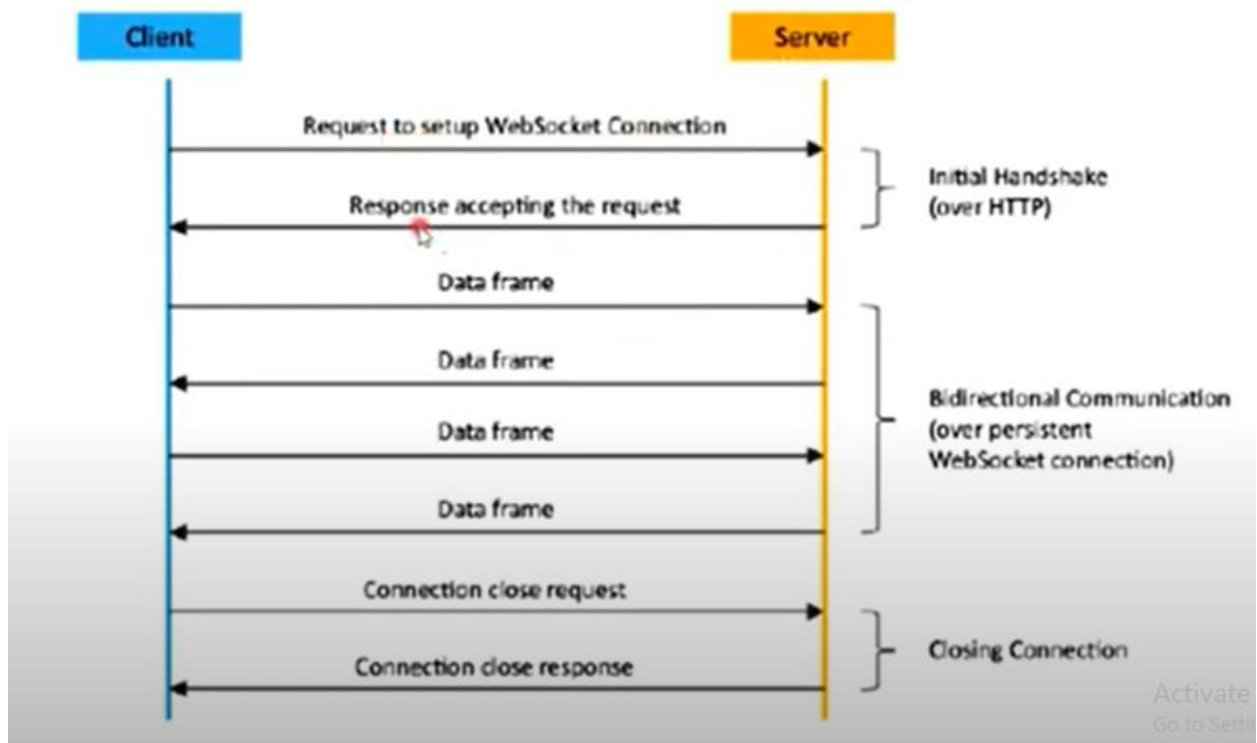 Client
Server
Request to setup WebSocket Connection
Initial Handshake
(over HTTP)
Response accepting the request
Data frame
Data frame
Bidirectional Communication
(over persistent
WebSocket connection)
Data frame
Data frame
Connection close request
Closing Connection
Connection close response
Activate
Go to